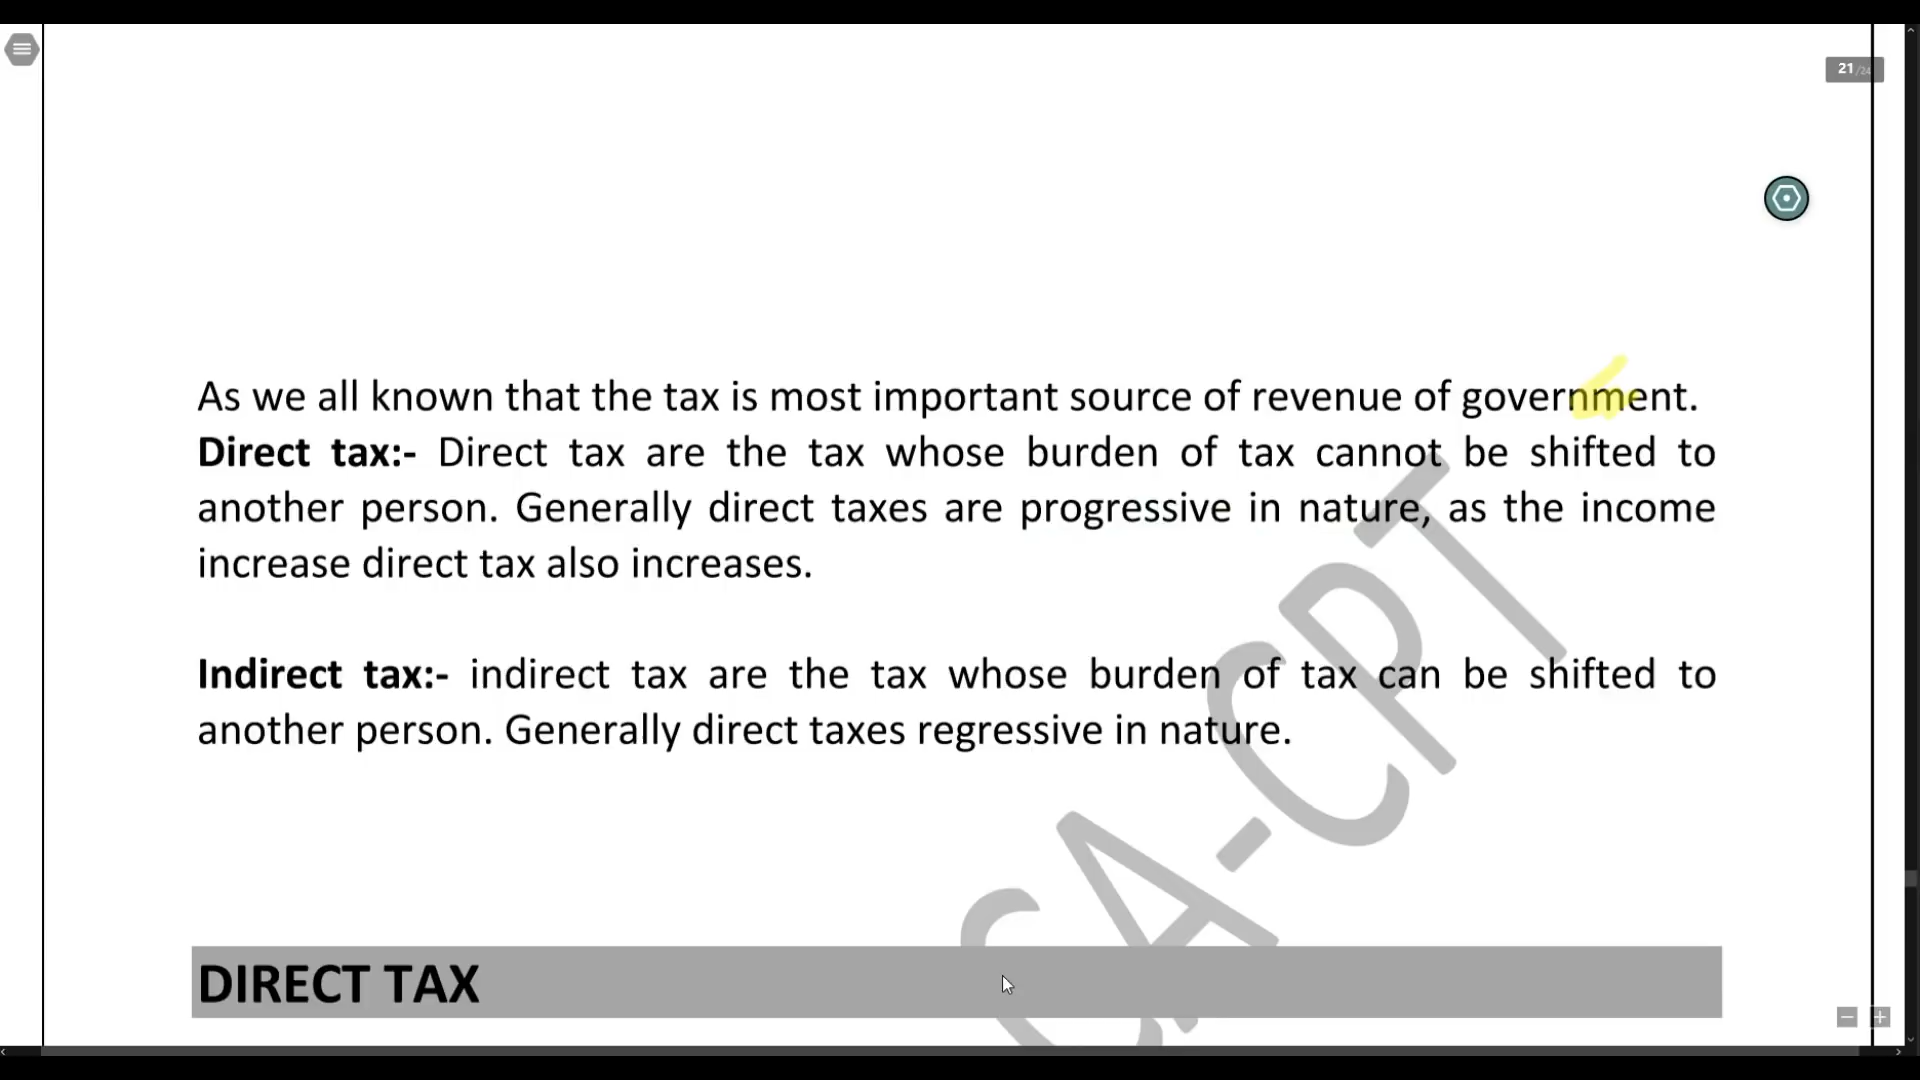 21/24
As we all known that the tax is most important source of revenue of government.
Direct tax:- Direct tax are the tax whose burden of tax cannot be shifted to
another person. Generally direct taxes are progressive in nature, as the income
increase direct tax also increases.
Indirect tax:- indirect tax are the tax whose burden of tax can be shifted to
another person. Generally direct taxes regressive in nature.
CA-CPT
DIRECT TAX